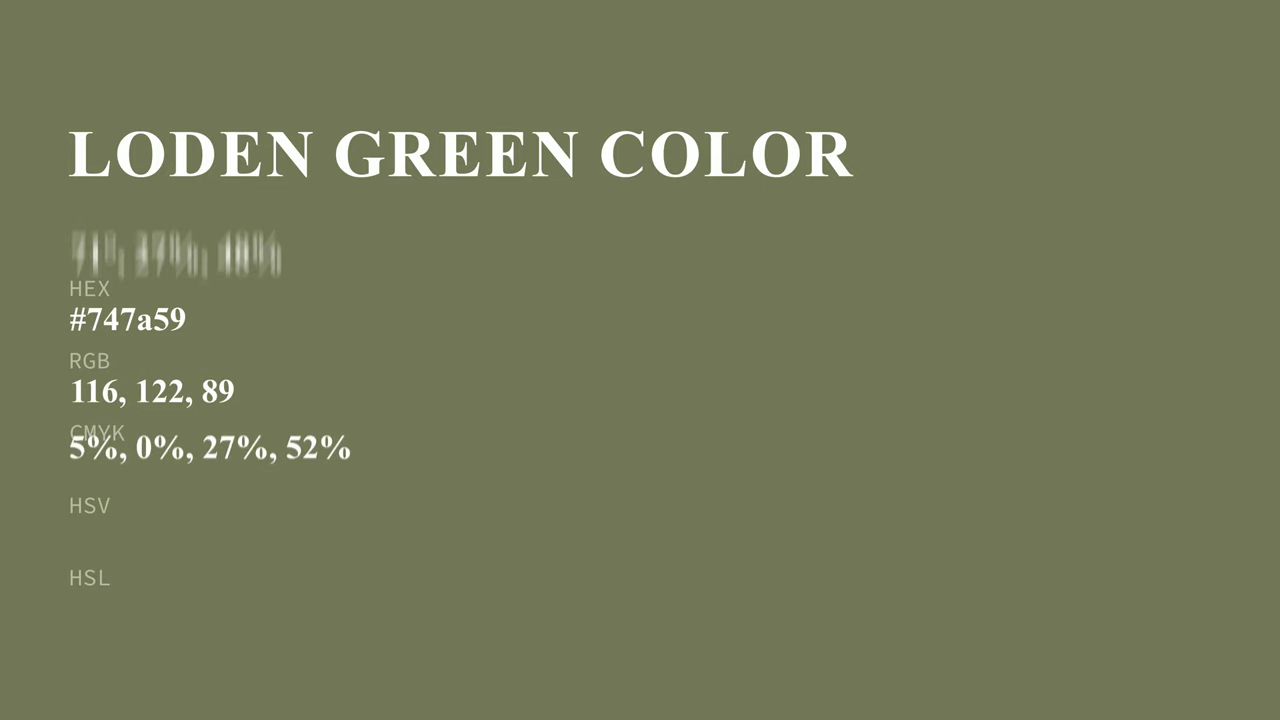 LODEN GREEN COLOR
HEX
#747a59
RGB
116, 122, 89
CMYK
5%, 0%, 27%, 52%
HSV
HSL